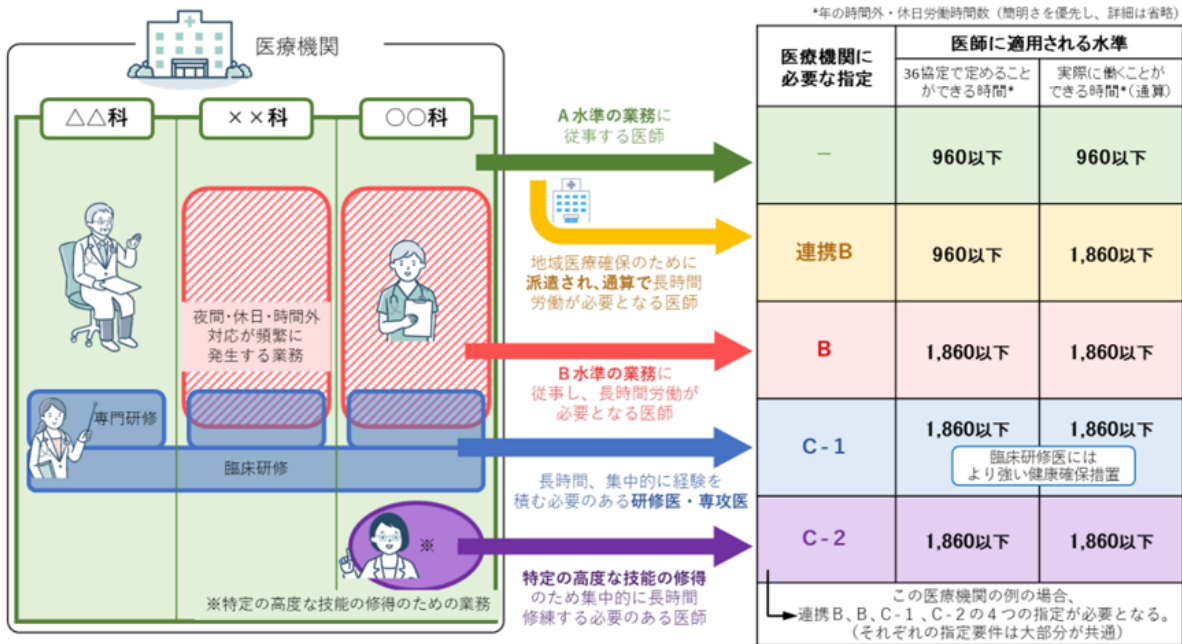 *年の時間外・休日労働時間数（簡明さを優先し、詳細は省略）
医療機関
△△科
××科
○○科
夜間・休日・時間外
対応が頻繁に
発生する業務
専門研修
臨床研修
※
※特定の高度な技能の修得のための業務
A水準の業務に
従事する医師
地域医療確保のために
派遣され、通算で長時間
労働が必要となる医師
B水準の業務に
従事し、長時間労働が
必要となる医師
長時間、集中的に経験を
積む必要のある研修医・専攻医
特定の高度な技能の修得
のため集中的に長時間
修練する必要のある医師
医療機関に
必要な指定
医師に適用される水準
36協定で定めること
ができる時間*
実際に働くことが
できる時間*(通算)
－
960以下
960以下
連携B
960以下
1,860以下
B
1,860以下
1,860以下
C-1
1,860以下
1,860以下
臨床研修医には
より強い健康確保措置
C-2
1,860以下
1,860以下
この医療機関の例の場合、
連携B、B、C-1、C-2の4つの指定が必要となる。
（それぞれの指定要件は大部分が共通）